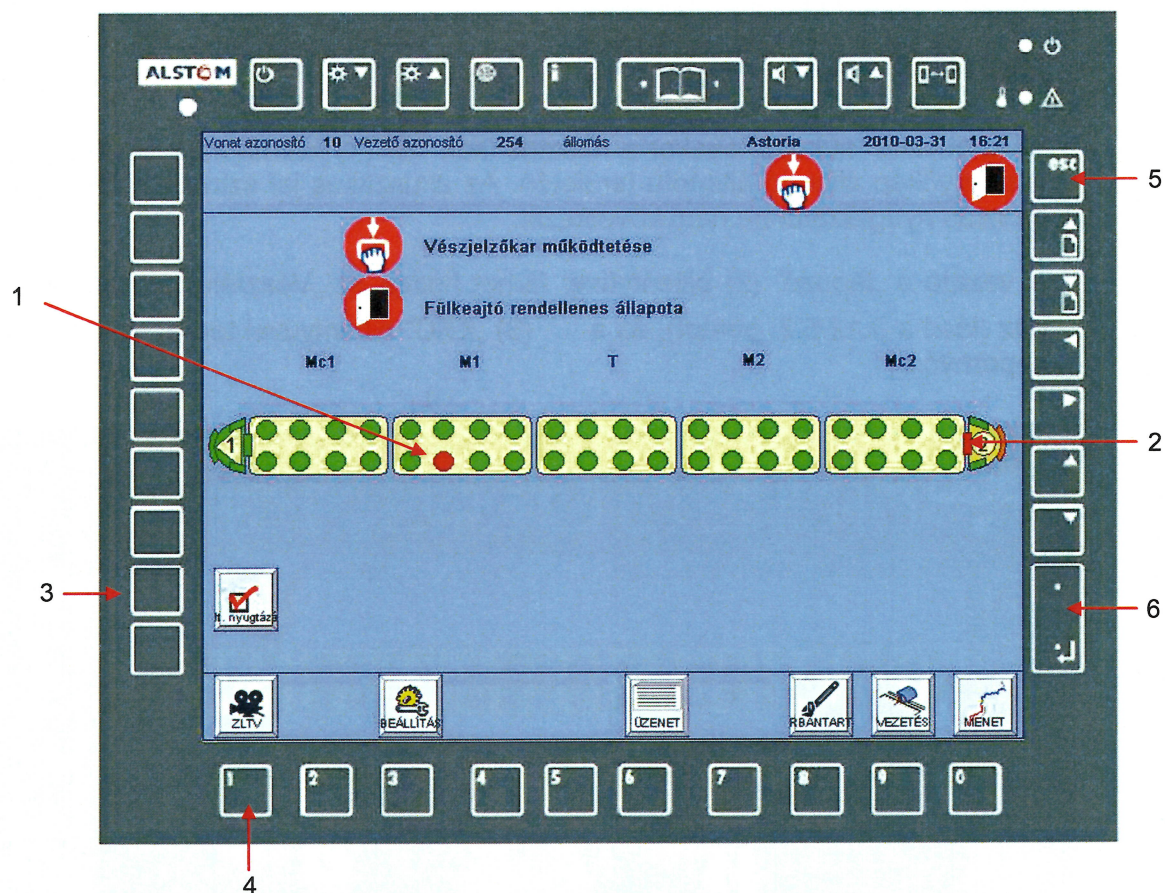 ALSTOM
Vonat azonosító 10 Vezető azonosító 254 állomás Astoria 2010-03-31 16:21
esc
5
Vészjelzőkar működtetése
Fülkeajtó rendellenes állapota
1
Mc1 M1 T M2 Mc2
1 2
2
3
lt. nyugtázá
6
ZLTV BEÁLLÍTÁS ÜZENET RBANTART VEZETÉS MENET
1 2 3 4 5 6 7 8 9 0
4